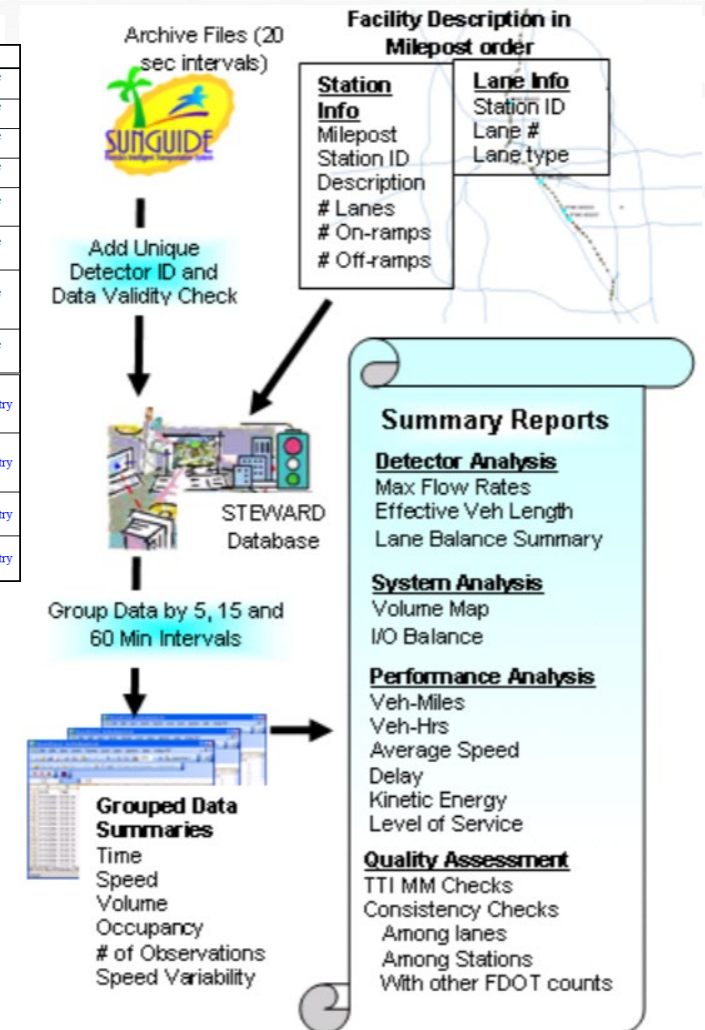 Archive Files (20
sec intervals)
SUNGUIDE
Facility Description in
Milepost order
Station
Info
Milepost
Station ID
Description
# Lanes
# On-ramps
# Off-ramps
Lane Info
Station ID
Lane #
Lane type
Add Unique
Detector ID and
Data Validity Check
STEWARD
Database
Group Data by 5, 15 and
60 Min Intervals
Grouped Data
Summaries
Time
Speed
Volume
Occupancy
# of Observations
Speed Variability
Summary Reports
Detector Analysis
Max Flow Rates
Effective Veh Length
Lane Balance Summary
System Analysis
Volume Map
I/O Balance
Performance Analysis
Veh-Miles
Veh-Hrs
Average Speed
Delay
Kinetic Energy
Level of Service
Quality Assessment
TTI MM Checks
Consistency Checks
Among lanes
Among Stations
With other FDOT counts